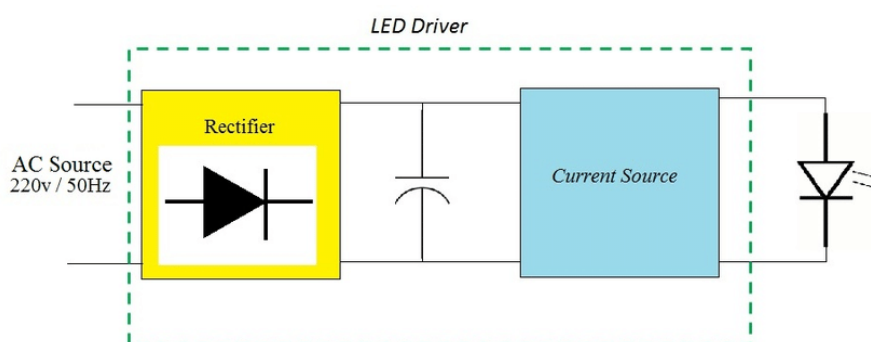 LED Driver
Rectifier
AC Source
220v / 50Hz
Current Source